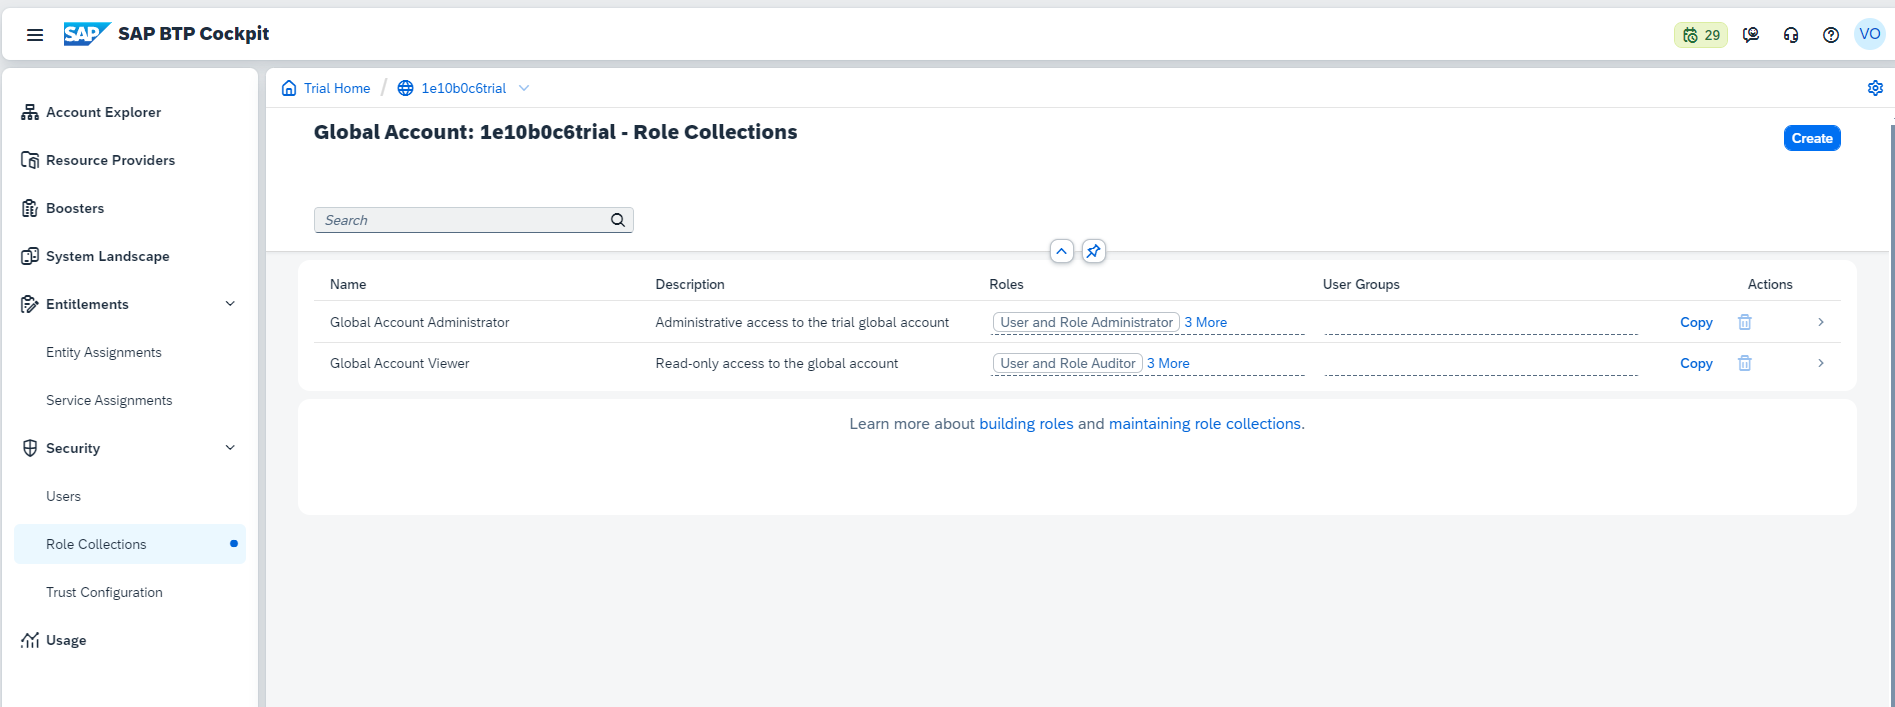 SAP SAP BTP Cockpit 29 VO
Trial Home / 1e10b0c6trial
Account Explorer
Resource Providers
Boosters
System Landscape
Entitlements
Entity Assignments
Service Assignments
Security
Users
Role Collections
Trust Configuration
Usage
Global Account: 1e10b0c6trial - Role Collections
Create
Search
Name Description Roles User Groups Actions
Global Account Administrator Administrative access to the trial global account User and Role Administrator 3 More Copy
Global Account Viewer Read-only access to the global account User and Role Auditor 3 More Copy
Learn more about building roles and maintaining role collections.